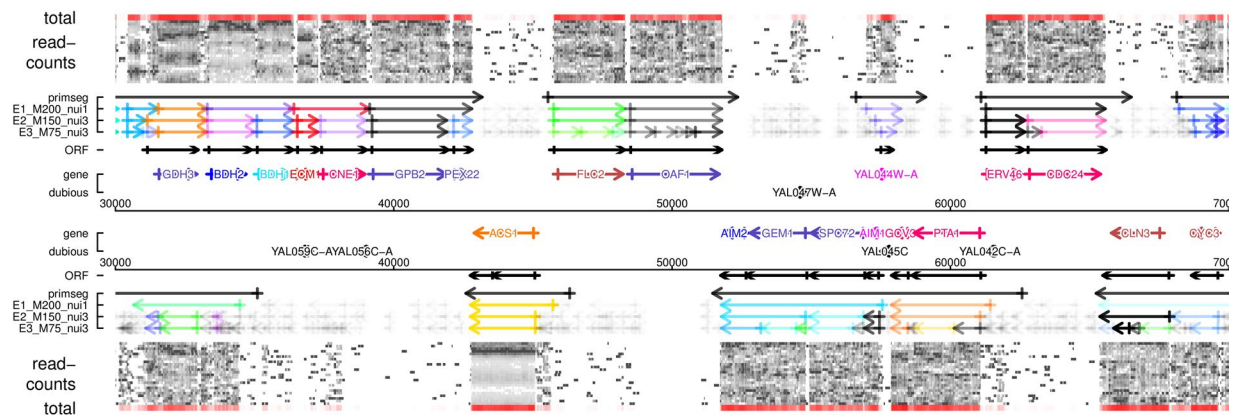 total
read–
counts
primseg
E1_M200_nui1
E2_M150_nui3
E3_M75_nui3
ORF
gene GDH3 BDH2 BDH1 ECM1 CNE1 GPB2 PEX22 FLC2 OAF1 YAL044W−A ERV46 CDC24
dubious YAL047W−A
30000 40000 50000 60000 7000
gene ACS1 AIM2 GEM1 SPC72 AIM1 GCV3 PTA1 CLN3 CYC3
dubious YAL059C−A YAL056C−A YAL045C YAL042C−A
30000 40000 50000 60000 7000
ORF
primseg
E1_M200_nui1
E2_M150_nui3
E3_M75_nui3
read–
counts
total